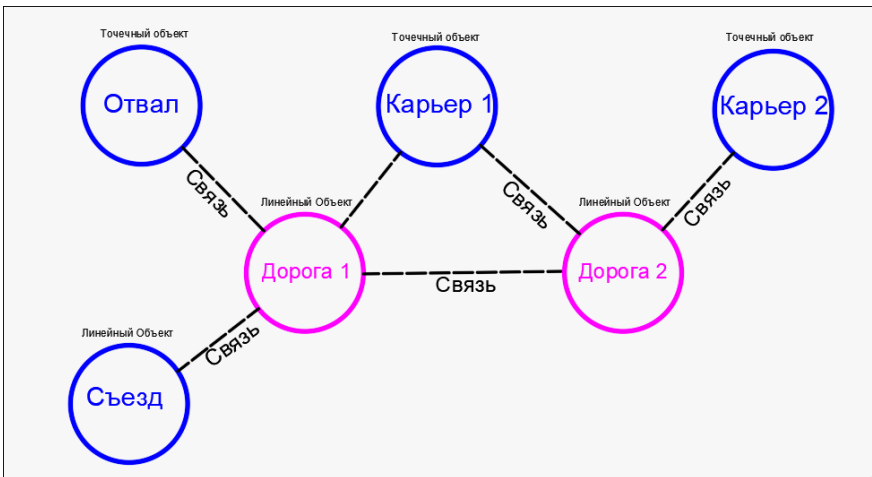 Точечный объект
Точечный объект
Точечный объект
Отвал
Карьер 1
Карьер 2
Связь
Линейный Объект
Связь
Линейный Объект
Связь
Дорога 1
Связь
Дорога 2
Линейный Объект
Связь
Съезд